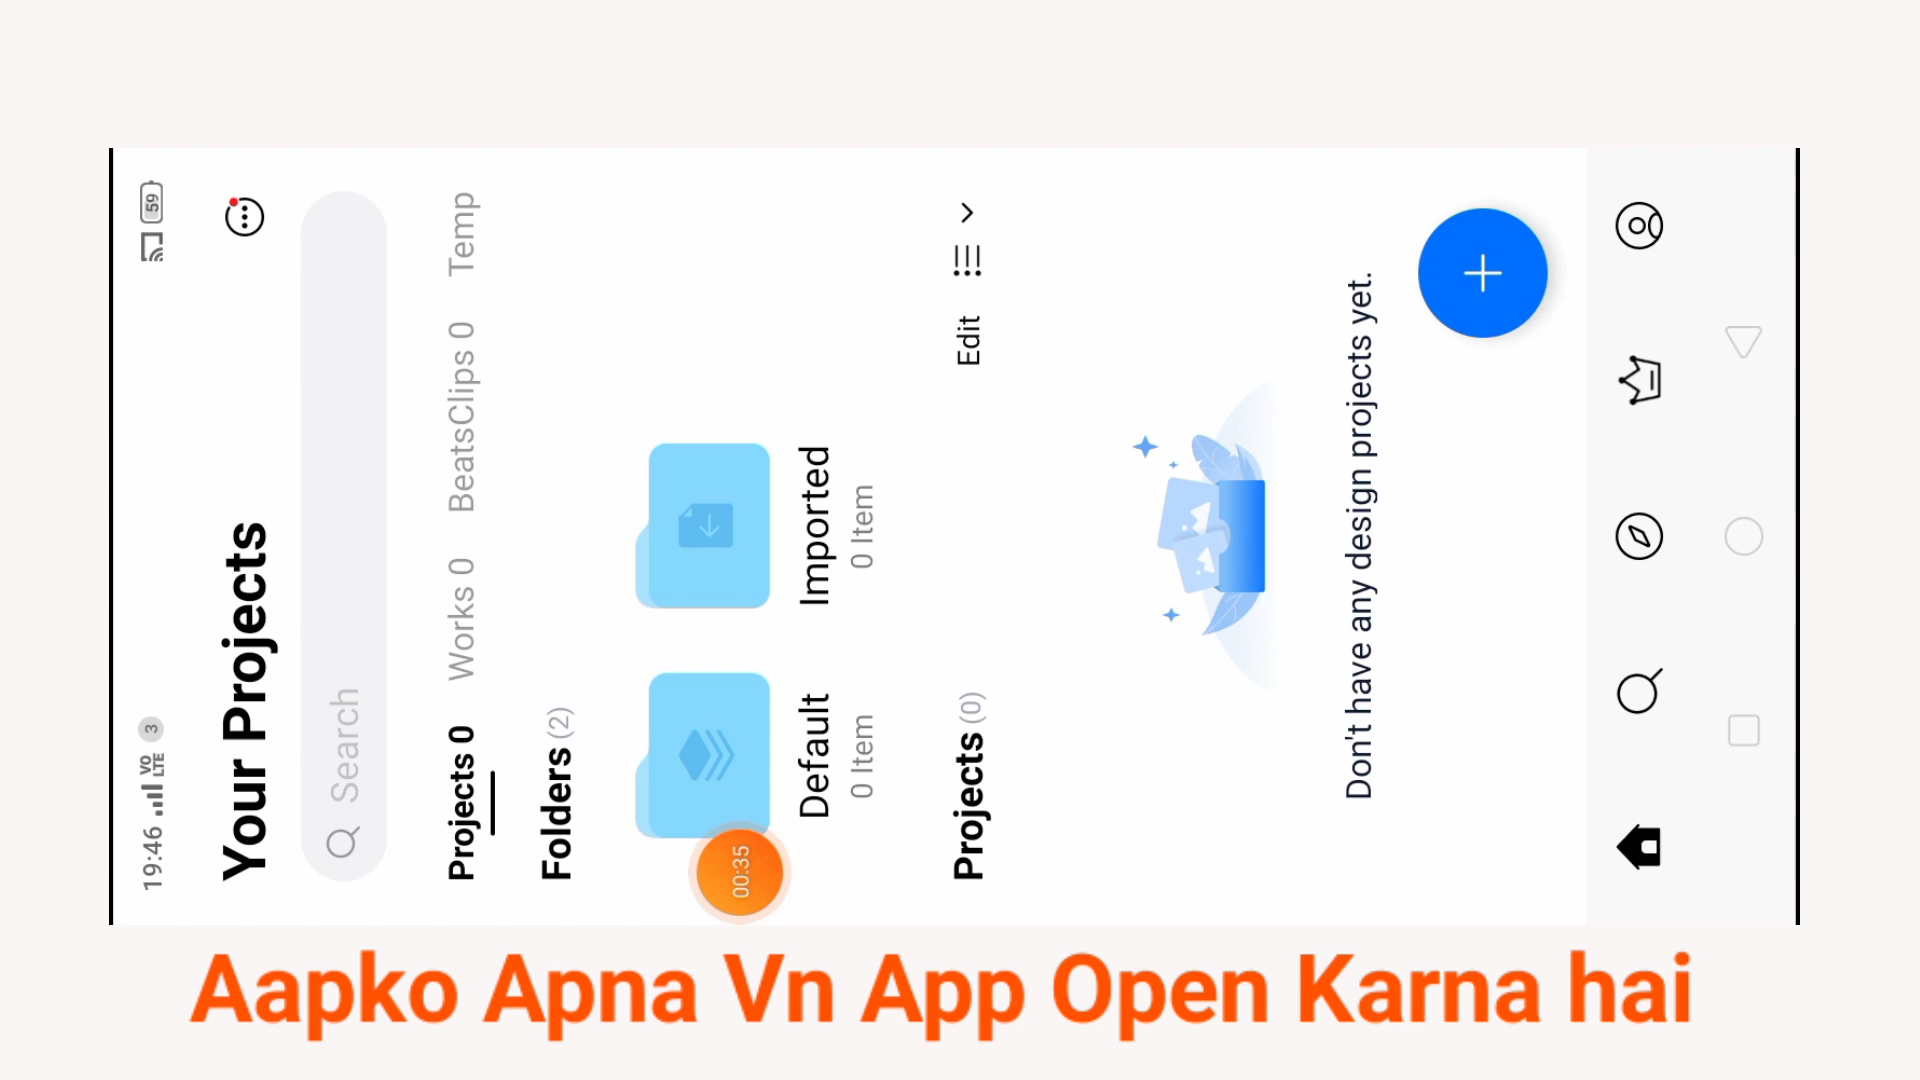 19:46 VO LTE 3 59
Your Projects
Search
Projects 0 Works 0 BeatsClips 0 Temp
Folders (2)
Default Imported
0 Item 0 Item
00:35
Projects (0) Edit
Don't have any design projects yet.
Aapko Apna Vn App Open Karna hai